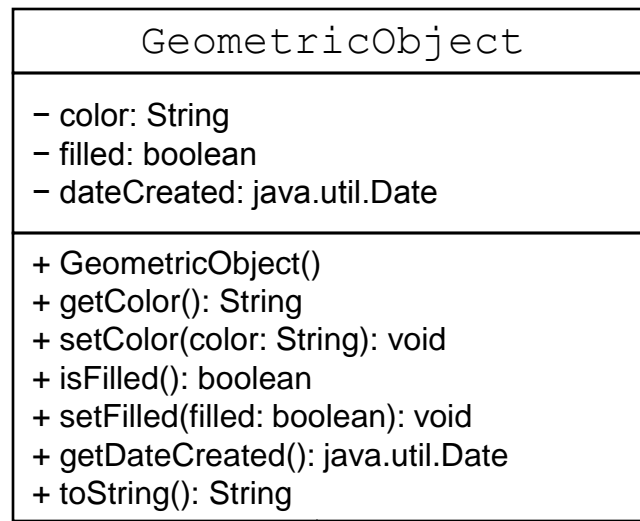 GeometricObject
− color: String
− filled: boolean
− dateCreated: java.util.Date
+ GeometricObject()
+ getColor(): String
+ setColor(color: String): void
+ isFilled(): boolean
+ setFilled(filled: boolean): void
+ getDateCreated(): java.util.Date
+ toString(): String